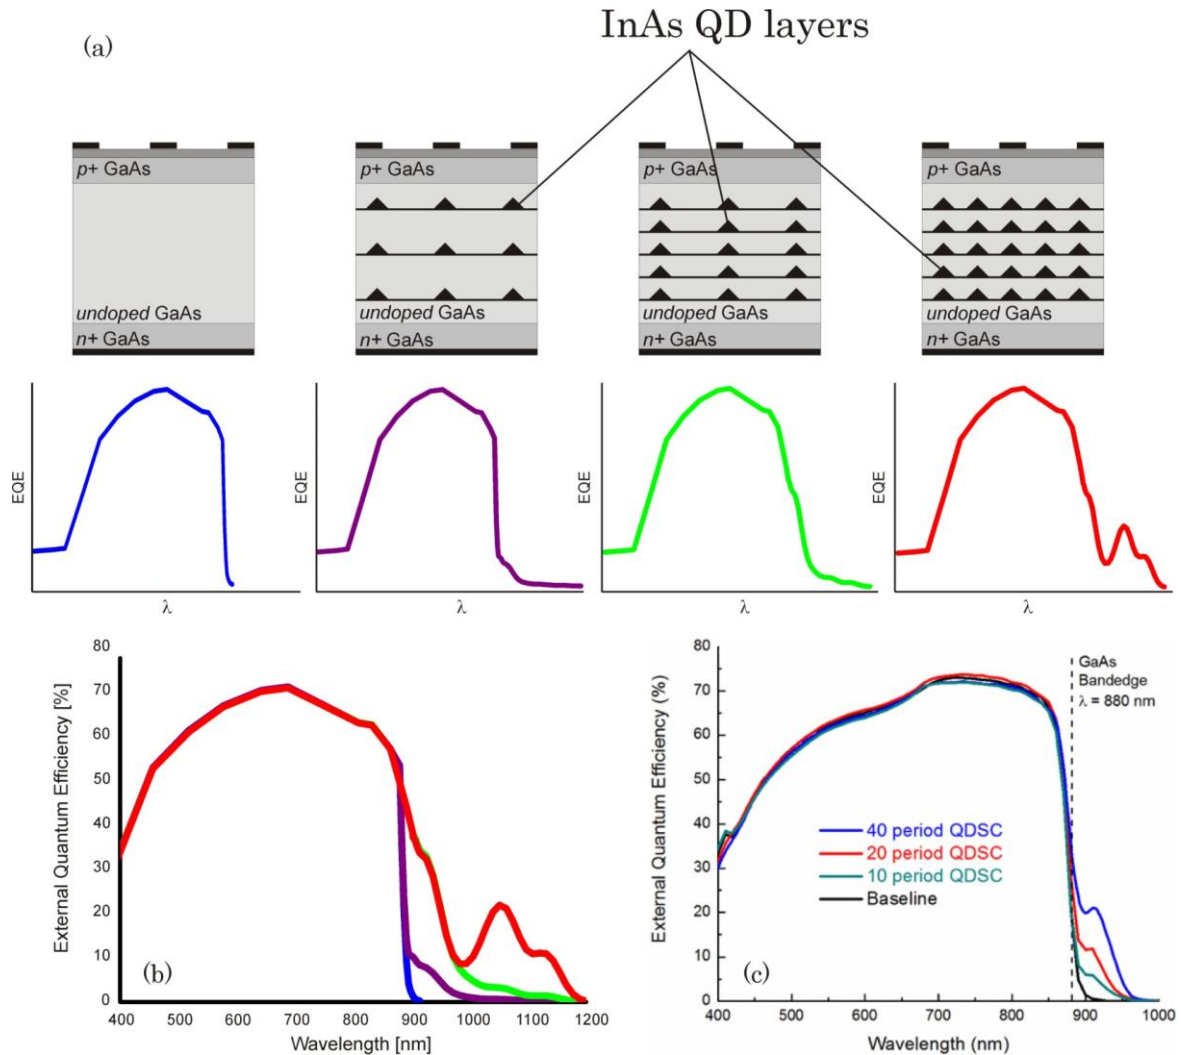 InAs QD layers
(a)
p+ GaAs
p+ GaAs
p+ GaAs
p+ GaAs
undoped GaAs
undoped GaAs
undoped GaAs
undoped GaAs
n+ GaAs
n+ GaAs
n+ GaAs
n+ GaAs
EQE
EQE
EQE
EQE
λ
λ
λ
λ
External Quantum Efficiency [%]
80
70
60
50
40
30
20
10
0
(b)
400 500 600 700 800 900 1000 1100 1200
Wavelength [nm]
External Quantum Efficiency (%)
80
70
60
50
40
30
20
10
0
GaAs
Bandedge
λ = 880 nm
40 period QDSC
20 period QDSC
10 period QDSC
Baseline
(c)
400 500 600 700 800 900 1000
Wavelength (nm)